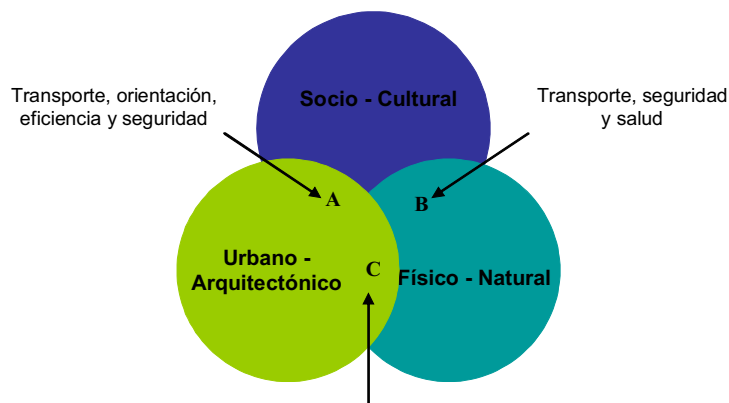 Socio - Cultural
Transporte, orientación,
eficiencia y seguridad
Transporte, seguridad
y salud
A
B
Urbano -
Arquitectónico
C
Físico - Natural